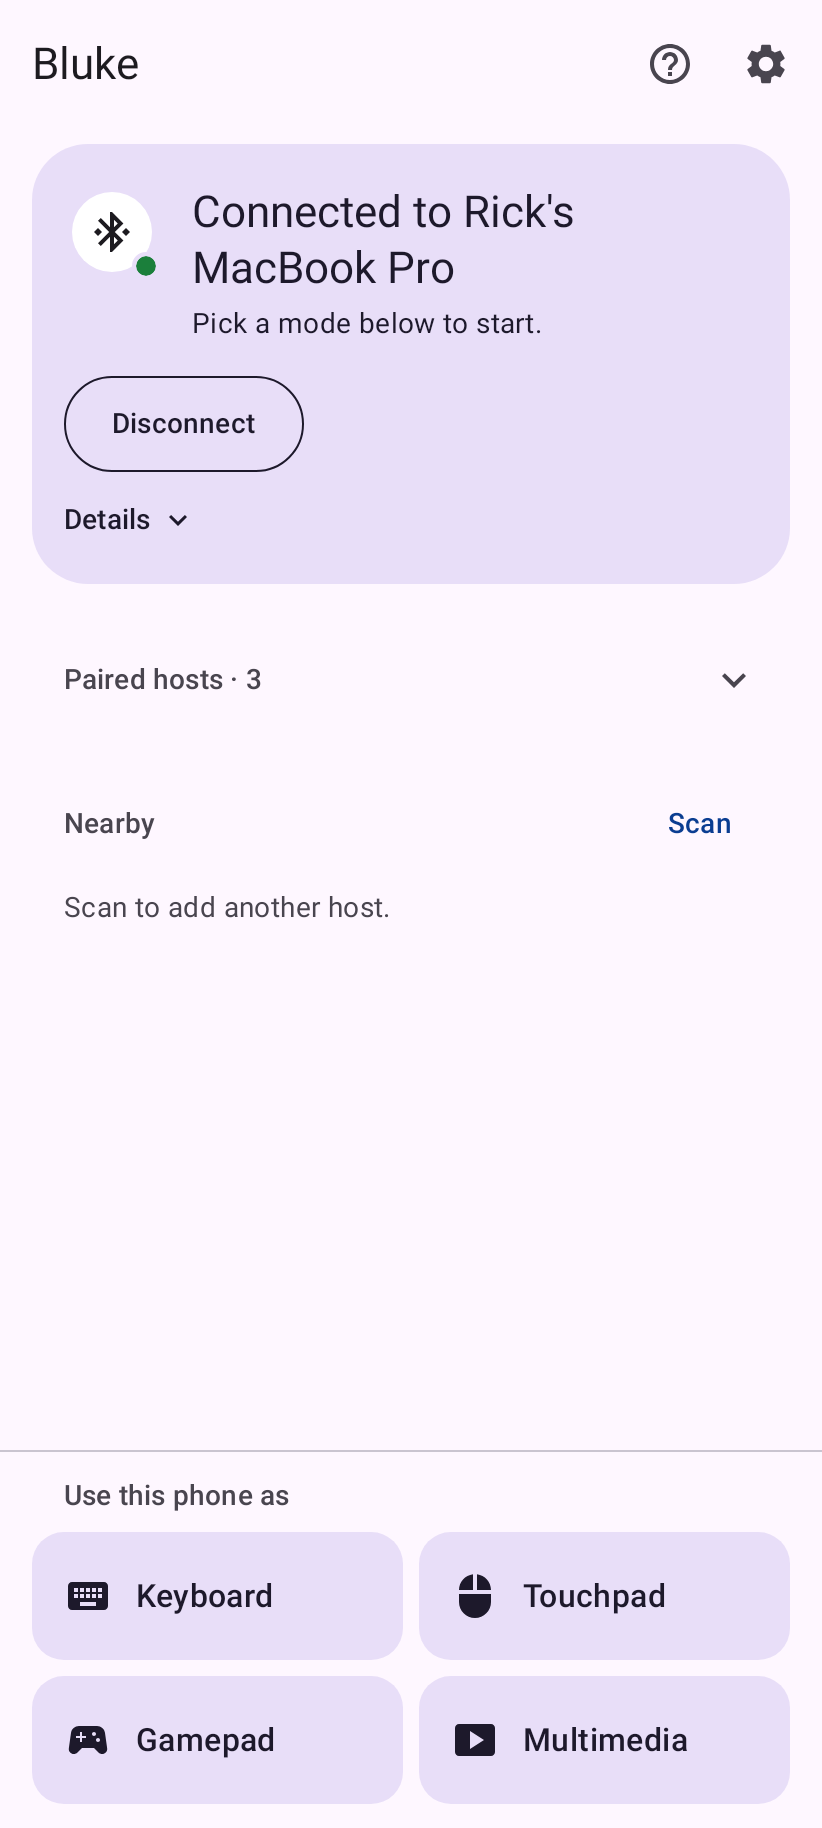 Bluke
Connected to Rick's
MacBook Pro
Pick a mode below to start.
Disconnect
Details
Paired hosts · 3
Nearby
Scan
Scan to add another host.
Use this phone as
Keyboard
Touchpad
Gamepad
Multimedia